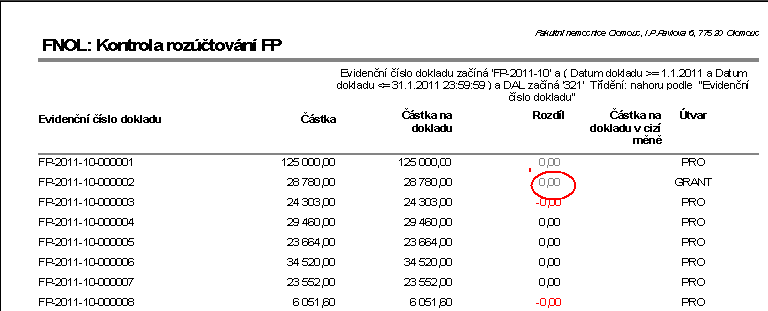 Fakultní nemocnice Olomouc, I.P.Pavlova 6, 775 20 Olomouc
FNOL: Kontrola rozúčtování FP
Evidenční číslo dokladu začíná 'FP-2011-10' a ( Datum dokladu >= 1.1.2011 a Datum
dokladu <= 31.1.2011 23:59:59 ) a DAL začíná '321' Třídění: nahoru podle "Evidenční
číslo dokladu"
Evidenční číslo dokladu Částka Částka na dokladu Rozdíl Částka na dokladu v cizí měně Útvar
FP-2011-10-000001 125 000,00 125 000,00 0,00 PRO
FP-2011-10-000002 28 780,00 28 780,00 0,00 GRANT
FP-2011-10-000003 24 303,00 24 303,00 -0,00 PRO
FP-2011-10-000004 29 460,00 29 460,00 0,00 PRO
FP-2011-10-000005 23 664,00 23 664,00 0,00 PRO
FP-2011-10-000006 34 520,00 34 520,00 0,00 PRO
FP-2011-10-000007 23 552,00 23 552,00 0,00 PRO
FP-2011-10-000008 6 051,60 6 051,60 -0,00 PRO